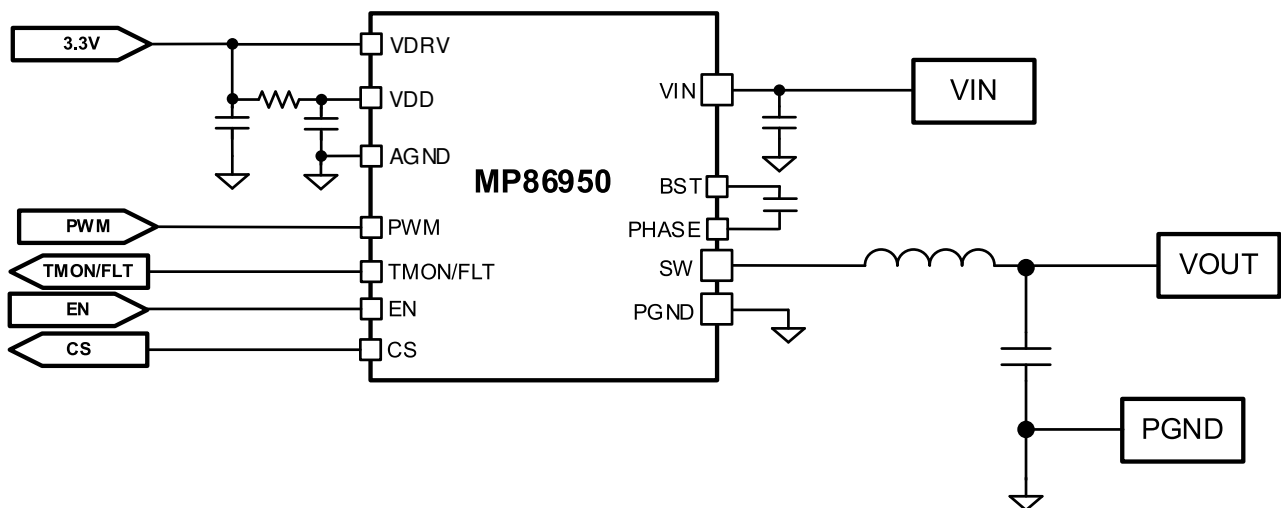 3.3V
VDRV
VDD
AGND
PWM
PWM
TMON/FLT
TMON/FLT
EN
EN
CS
CS
MP86950
VIN
VIN
BST
PHASE
SW
VOUT
PGND
PGND